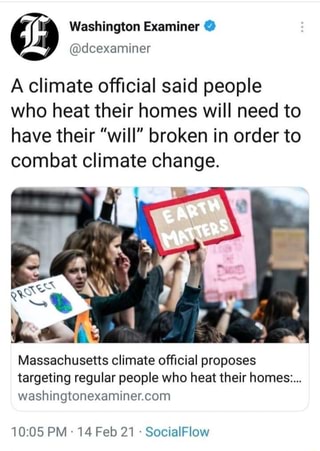 Washington Examiner
@dcexaminer
A climate official said people
who heat their homes will need to
have their “will” broken in order to
combat climate change.
EARTH
MATTERS
PROTECT
Massachusetts climate official proposes
targeting regular people who heat their homes:...
washingtonexaminer.com
10:05 PM · 14 Feb 21 · SocialFlow